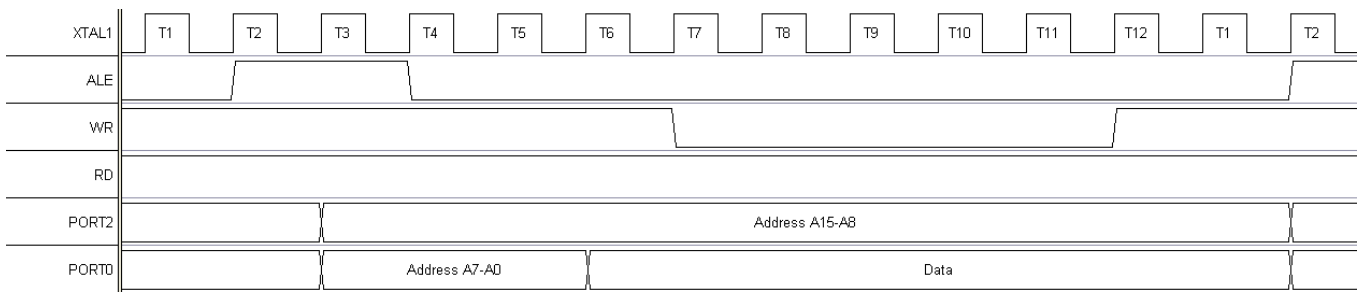 XTAL1 T1 T2 T3 T4 T5 T6 T7 T8 T9 T10 T11 T12 T1 T2
ALE
WR
RD
PORT2 Address A15-A8
PORT0 Address A7-A0 Data